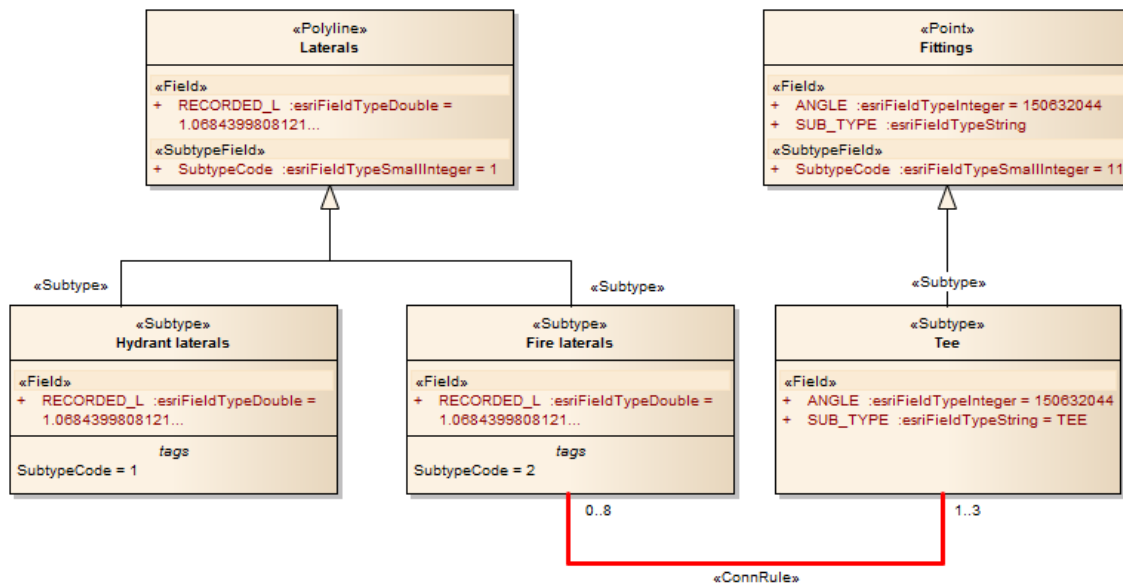 «Polyline»
Laterals
«Field»
+ RECORDED_L :esriFieldTypeDouble =
1.0684399808121...
«SubtypeField»
+ SubtypeCode :esriFieldTypeSmallInteger = 1
«Point»
Fittings
«Field»
+ ANGLE :esriFieldTypeInteger = 150632044
+ SUB_TYPE :esriFieldTypeString
«SubtypeField»
+ SubtypeCode :esriFieldTypeSmallInteger = 11
«Subtype»
«Subtype»
«Subtype»
«Subtype»
Hydrant laterals
«Field»
+ RECORDED_L :esriFieldTypeDouble =
1.0684399808121...
tags
SubtypeCode = 1
«Subtype»
Fire laterals
«Field»
+ RECORDED_L :esriFieldTypeDouble =
1.0684399808121...
tags
SubtypeCode = 2
«Subtype»
Tee
«Field»
+ ANGLE :esriFieldTypeInteger = 150632044
+ SUB_TYPE :esriFieldTypeString = TEE
0..8
1..3
«ConnRule»